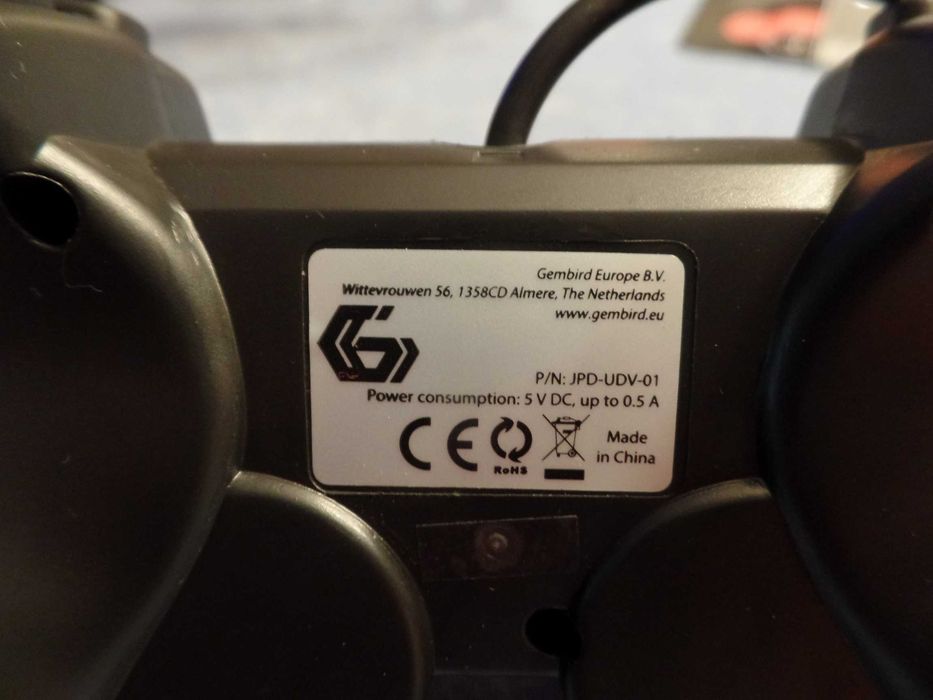 Gembird Europe B.V.
Wittevrouwen 56, 1358CD Almere, The Netherlands
www.gembird.eu
P/N: JPD-UDV-01
Power consumption: 5 V DC, up to 0.5 A
CE
RoHS
Made
in China